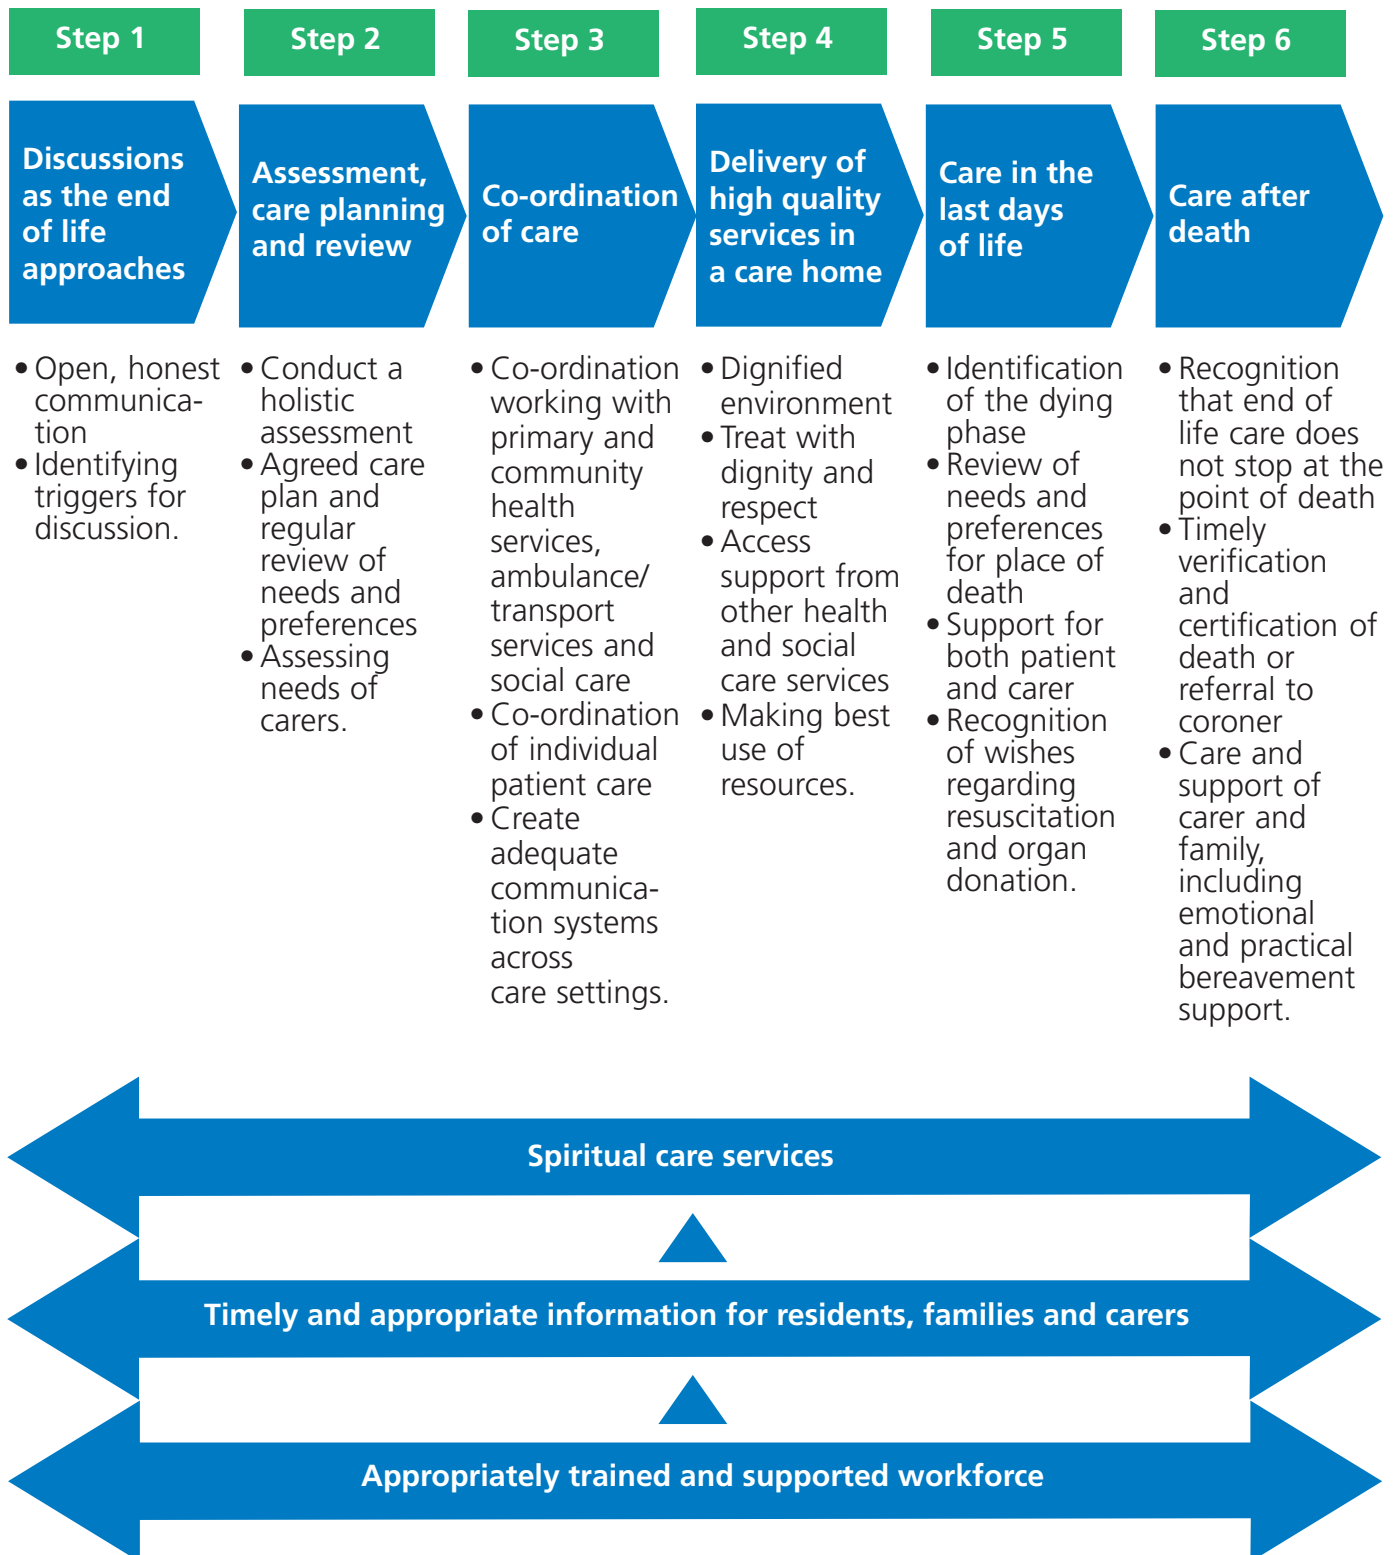 Step 1
Step 2
Step 3
Step 4
Step 5
Step 6
Discussions
as the end
of life
approaches
Assessment,
care planning
and review
Co-ordination
of care
Delivery of
high quality
services in
a care home
Care in the
last days
of life
Care after
death
• Open, honest
communica-
tion
• Identifying
triggers for
discussion.
• Conduct a
holistic
assessment
• Agreed care
plan and
regular
review of
needs and
preferences
• Assessing
needs of
carers.
• Co-ordination
working with
primary and
community
health
services,
ambulance/
transport
services and
social care
• Co-ordination
of individual
patient care
• Create
adequate
communica-
tion systems
across
care settings.
• Dignified
environment
• Treat with
dignity and
respect
• Access
support from
other health
and social
care services
• Making best
use of
resources.
• Identification
of the dying
phase
• Review of
needs and
preferences
for place of
death
• Support for
both patient
and carer
• Recognition
of wishes
regarding
resuscitation
and organ
donation.
• Recognition
that end of
life care does
not stop at the
point of death
• Timely
verification
and
certification of
death or
referral to
coroner
• Care and
support of
carer and
family,
including
emotional
and practical
bereavement
support.
Spiritual care services
Timely and appropriate information for residents, families and carers
Appropriately trained and supported workforce